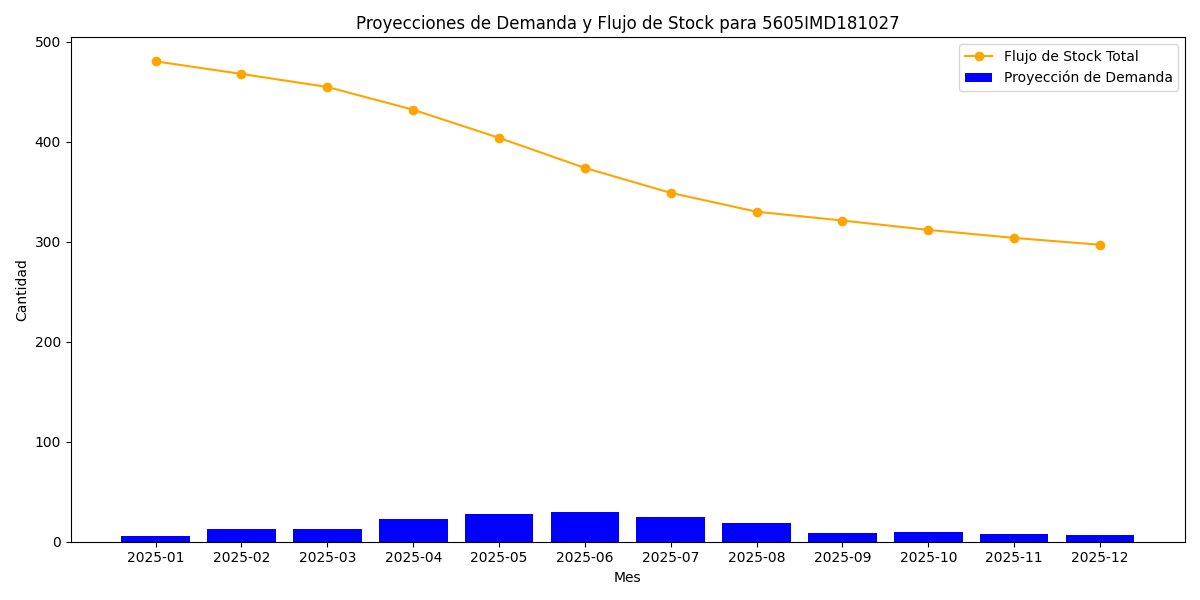 Proyecciones de Demanda y Flujo de Stock para 5605IMD181027
Flujo de Stock Total
Proyección de Demanda
Cantidad
500
400
300
200
100
0
2025-01 2025-02 2025-03 2025-04 2025-05 2025-06 2025-07 2025-08 2025-09 2025-10 2025-11 2025-12
Mes